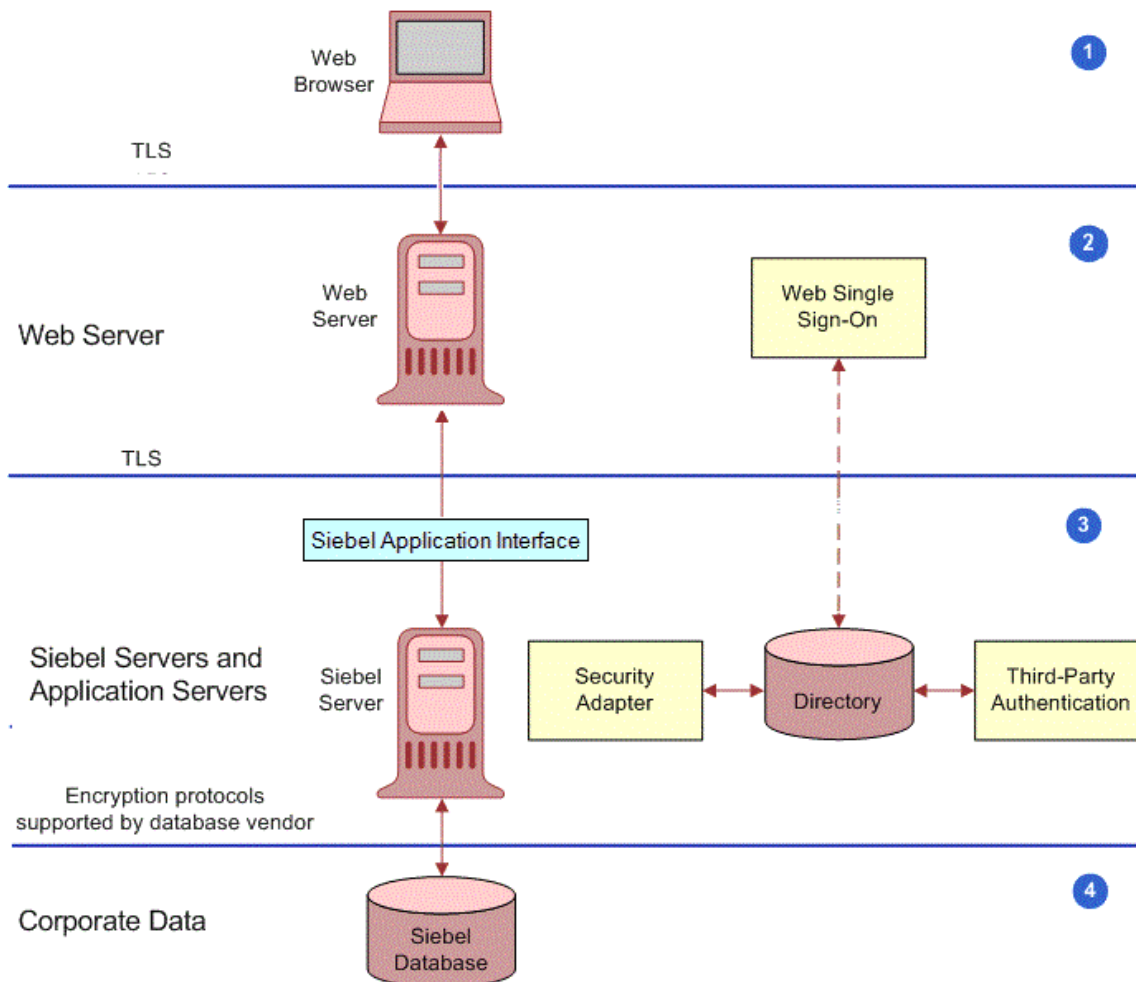 Web
Browser
1
TLS
2
Web
Server
Web Single
Sign-On
Web Server
TLS
3
Siebel Application Interface
Siebel Servers and
Application Servers
Siebel
Server
Security
Adapter
Directory
Third-Party
Authentication
Encryption protocols
supported by database vendor
4
Corporate Data
Siebel
Database